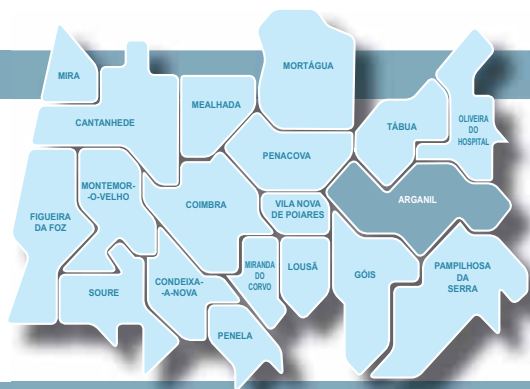 MIRA
CANTANHEDE
MEALHADA
MORTÁGUA
TÁBUA
OLIVEIRA
DO
HOSPITAL
PENACOVA
MONTEMOR-
-O-VELHO
FIGUEIRA
DA FOZ
COIMBRA
VILA NOVA
DE POIARES
ARGANIL
SOURE
CONDEIXA-
-A-NOVA
MIRANDA
DO
CORVO
LOUSÃ
GÓIS
PAMPILHOSA
DA
SERRA
PENELA